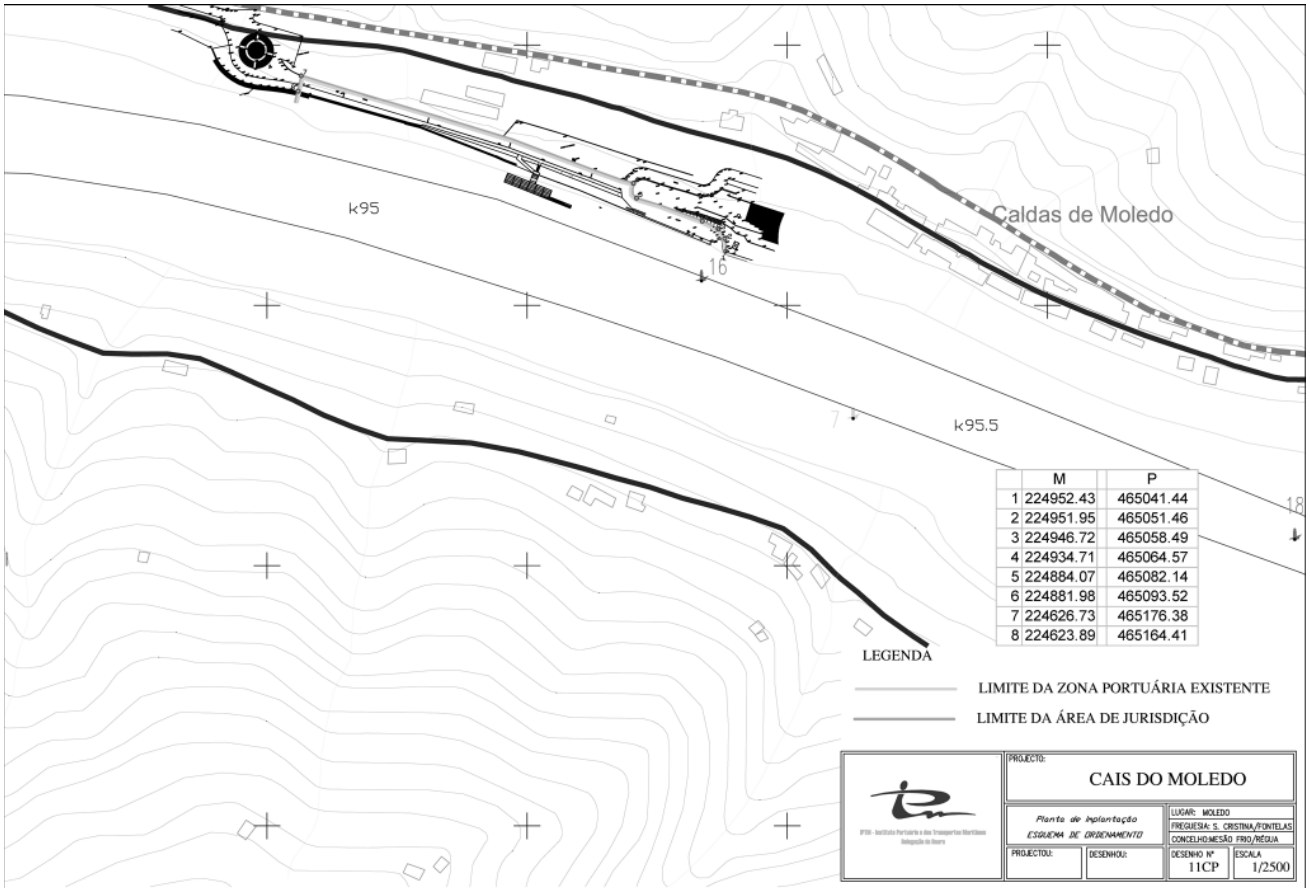 Caldas de Moledo
k95
16
7
k95.5
18
M P
1 224952.43 465041.44
2 224951.95 465051.46
3 224946.72 465058.49
4 224934.71 465064.57
5 224884.07 465082.14
6 224881.98 465093.52
7 224626.73 465176.38
8 224623.89 465164.41
LEGENDA
LIMITE DA ZONA PORTUÁRIA EXISTENTE
LIMITE DA ÁREA DE JURISDIÇÃO
PROJECTO:
CAIS DO MOLEDO
Planta de Implantação
ESQUEMA DE ORDENAMENTO
LUGAR: MOLEDO
FREGUESIA: S. CRISTINA/FONTELAS
CONCELHO:MESÃO FRIO/RÉGUA
PROJECTOU:
DESENHOU:
DESENHO Nº
11CP
ESCALA
1/2500